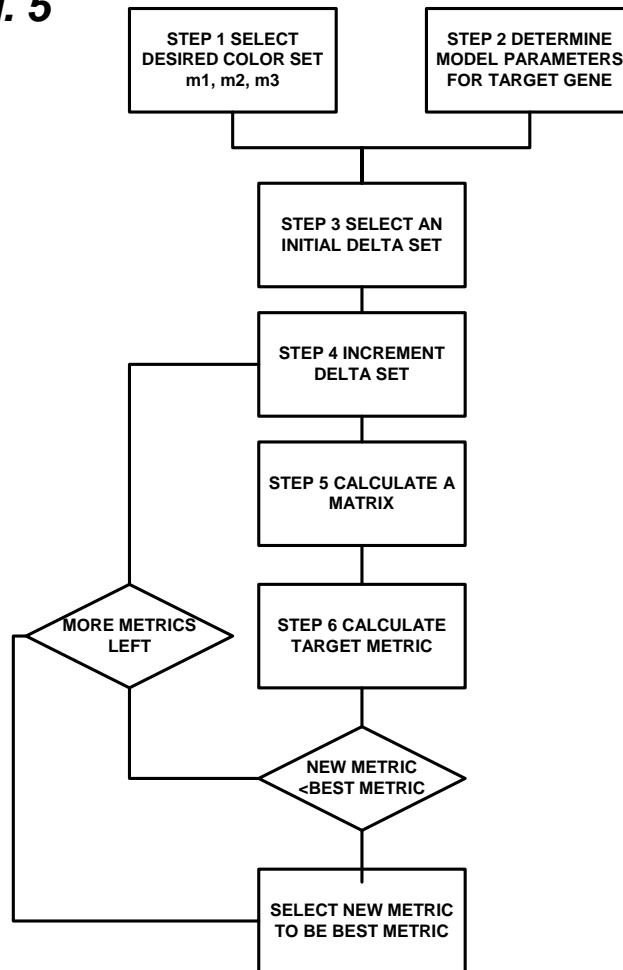 . 5
STEP 1 SELECT
DESIRED COLOR SET
m1, m2, m3
STEP 2 DETERMINE
MODEL PARAMETERS
FOR TARGET GENE
STEP 3 SELECT AN
INITIAL DELTA SET
STEP 4 INCREMENT
DELTA SET
STEP 5 CALCULATE A
MATRIX
MORE METRICS
LEFT
STEP 6 CALCULATE
TARGET METRIC
NEW METRIC
<BEST METRIC
SELECT NEW METRIC
TO BE BEST METRIC